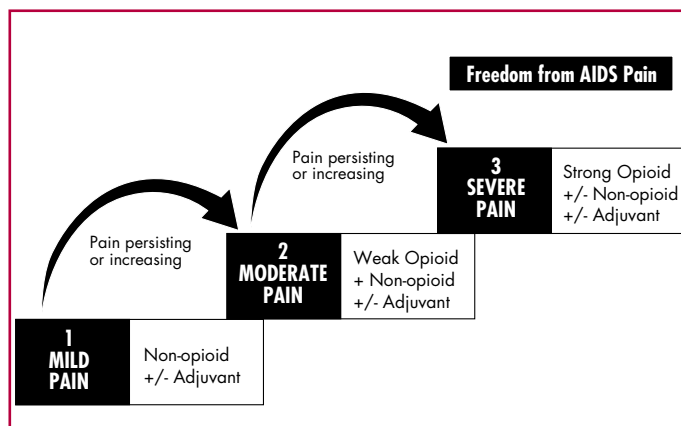 Freedom from AIDS Pain
Pain persisting
or increasing
3
SEVERE
PAIN
Strong Opioid
+/- Non-opioid
+/- Adjuvant
Pain persisting
or increasing
2
MODERATE
PAIN
Weak Opioid
+ Non-opioid
+/- Adjuvant
1
MILD
PAIN
Non-opioid
+/- Adjuvant